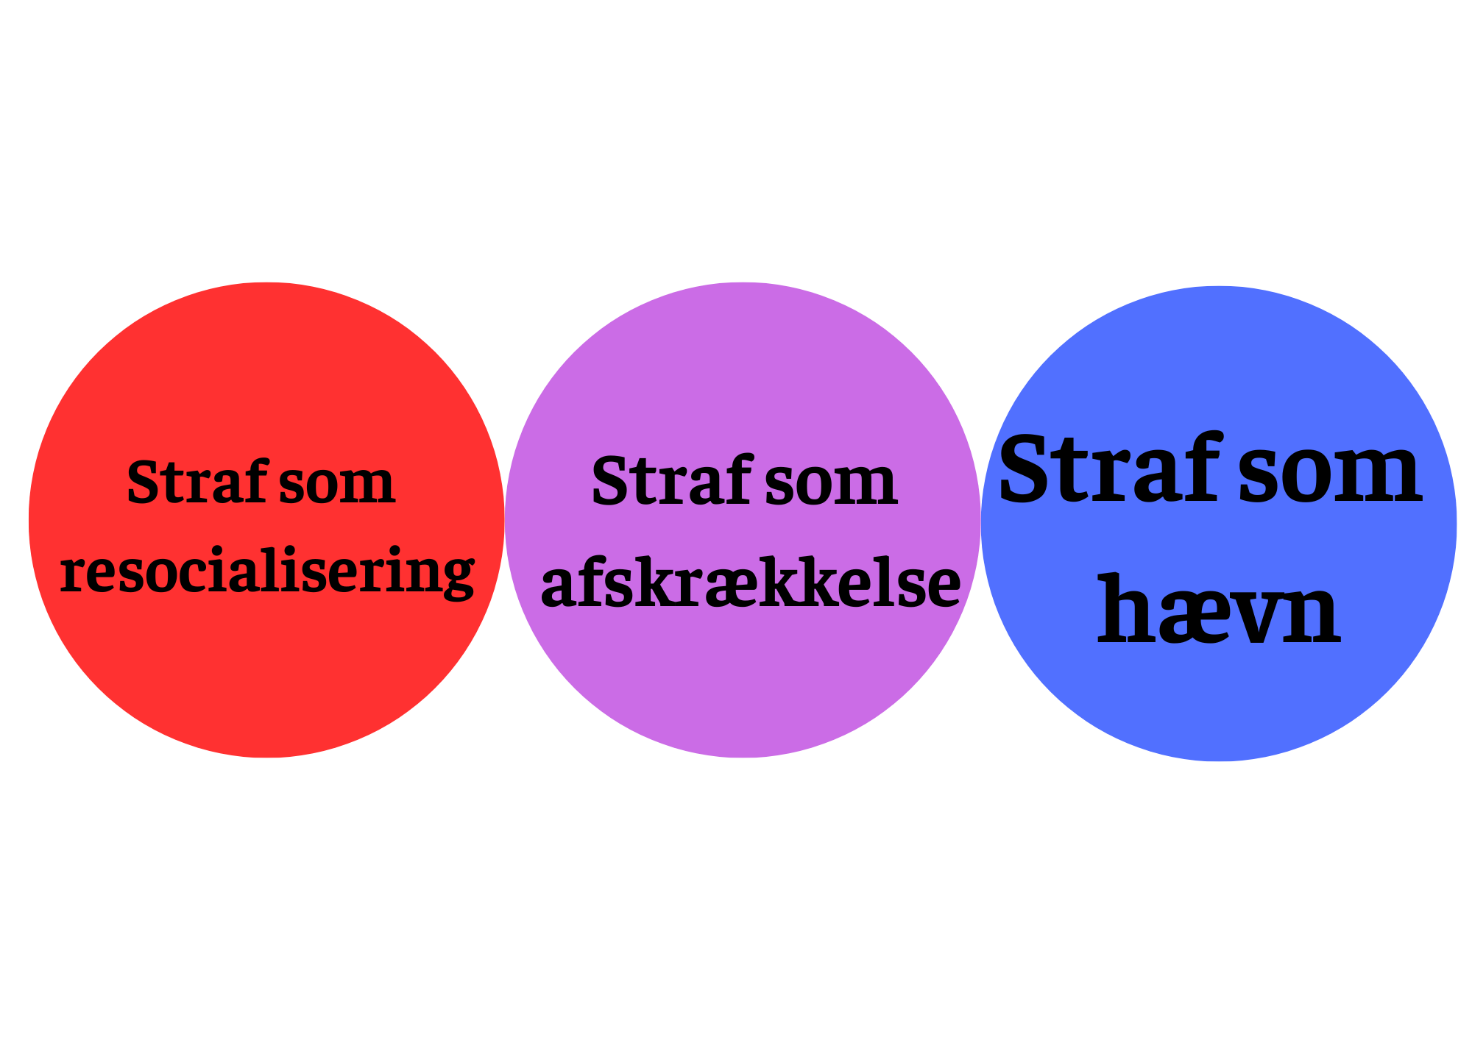 Straf som
resocialisering
Straf som
afskrækkelse
Straf som
hævn